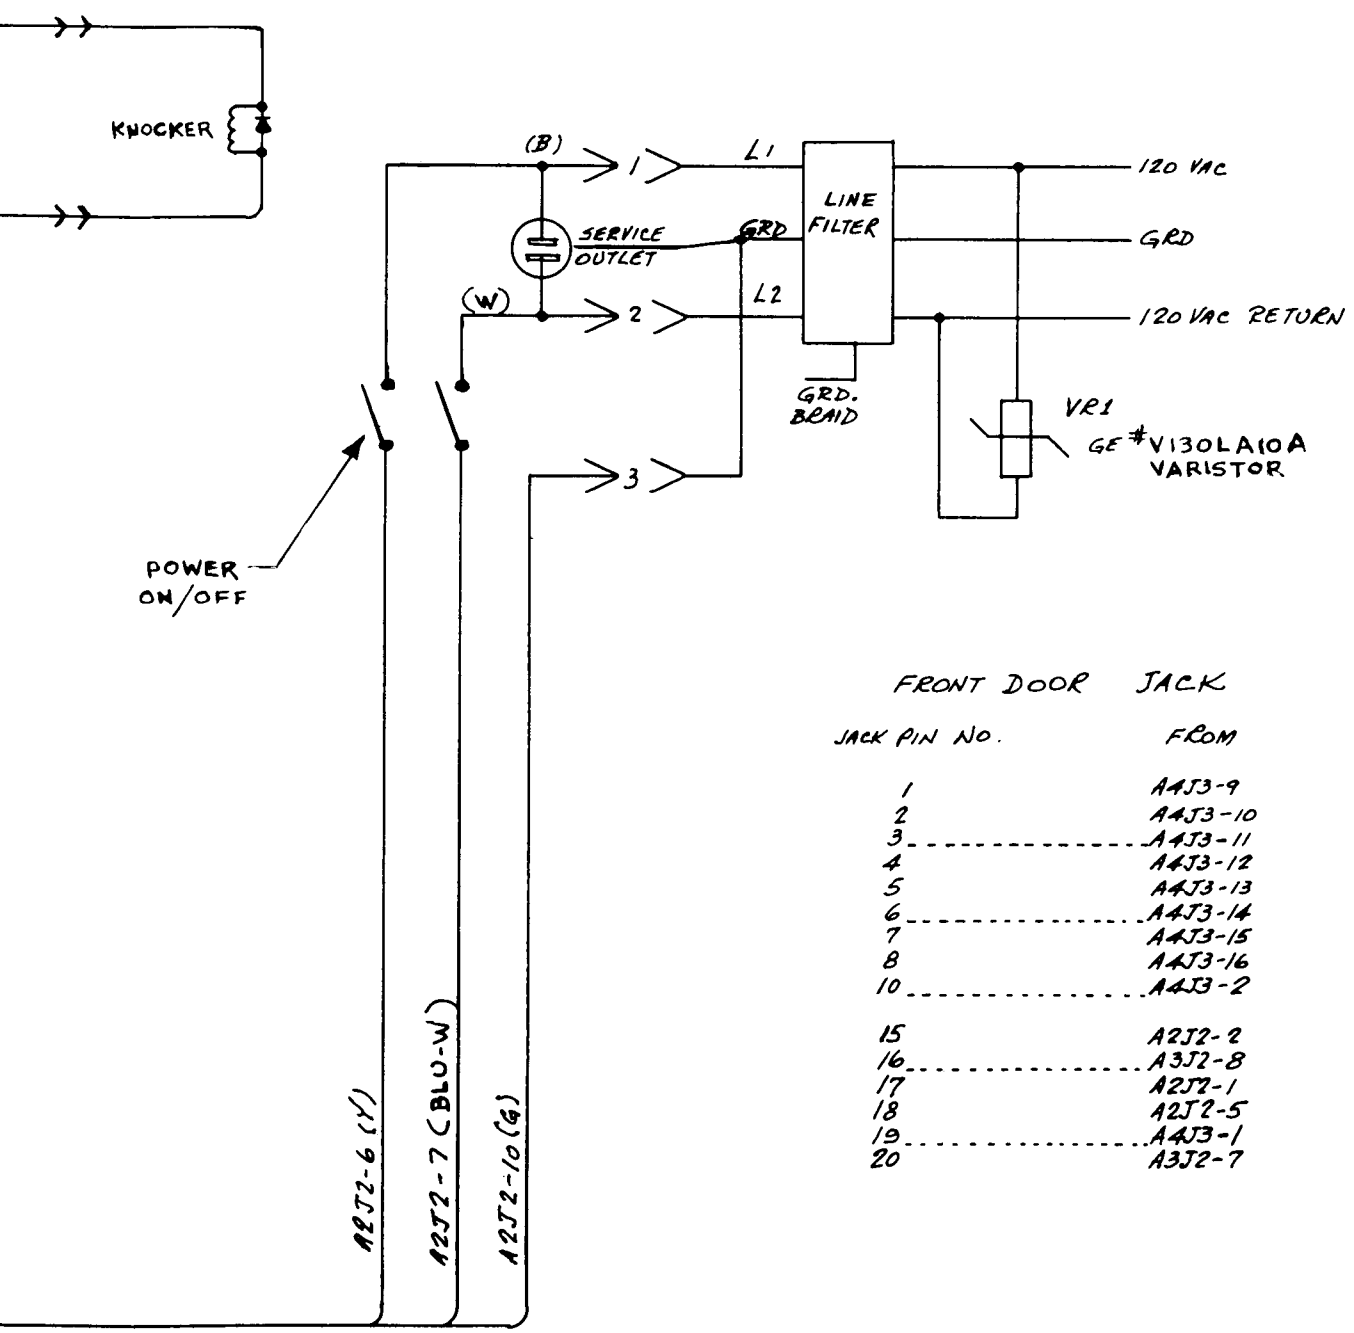 KNOCKER
(B)
1
L1
LINE
FILTER
120 VAC
SERVICE
OUTLET
GRD
GRD
(W)
2
L2
120 VAC RETURN
GRD.
BRAID
VR1
GE #V130LA10A
VARISTOR
3
POWER
ON/OFF
A2J2-6 (Y)
A2J2-7 (BLU-W)
A2J2-10 (G)
FRONT DOOR JACK
JACK PIN NO. FROM
1 A4J3-9
2 A4J3-10
3 A4J3-11
4 A4J3-12
5 A4J3-13
6 A4J3-14
7 A4J3-15
8 A4J3-16
10 A4J3-2
15 A2J2-2
16 A3J2-8
17 A2J2-1
18 A2J2-5
19 A4J3-1
20 A3J2-7